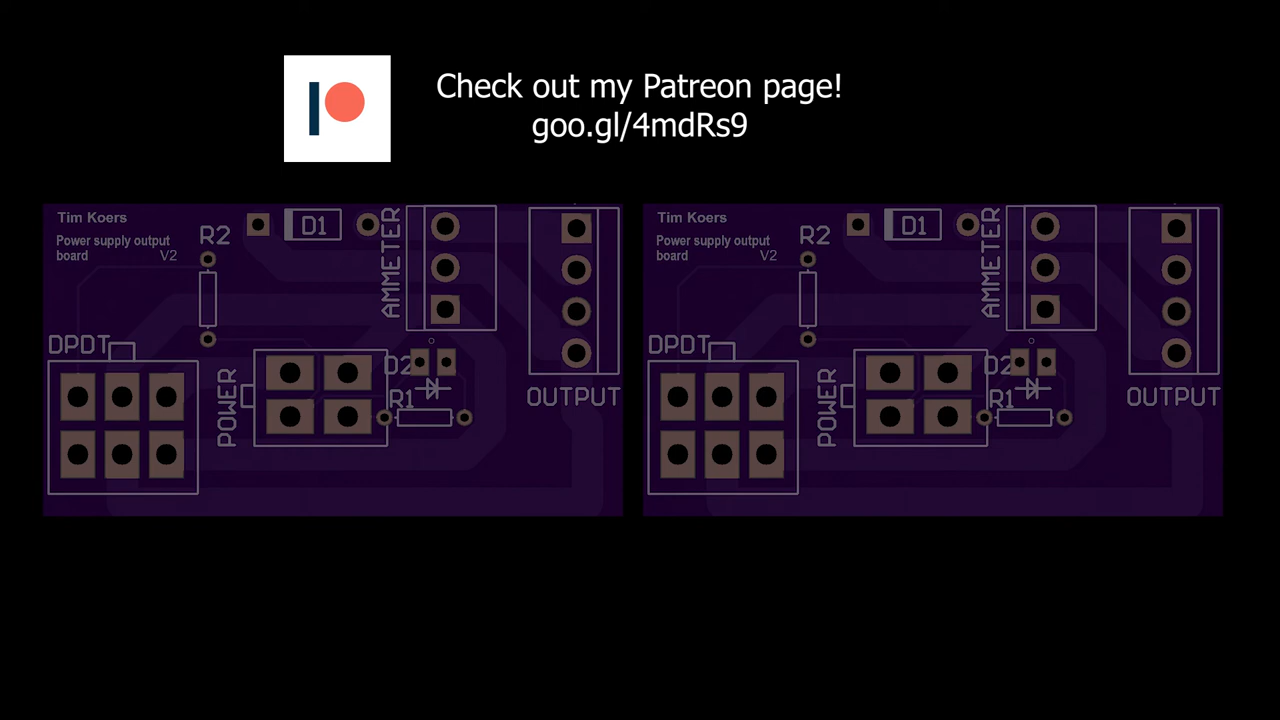 Check out my Patreon page!
goo.gl/4mdRs9
Tim Koers
Power supply output
board V2
R2
D1
AMMETER
DPDT
POWER
D2
R1
OUTPUT
Tim Koers
Power supply output
board V2
R2
D1
AMMETER
DPDT
POWER
D2
R1
OUTPUT